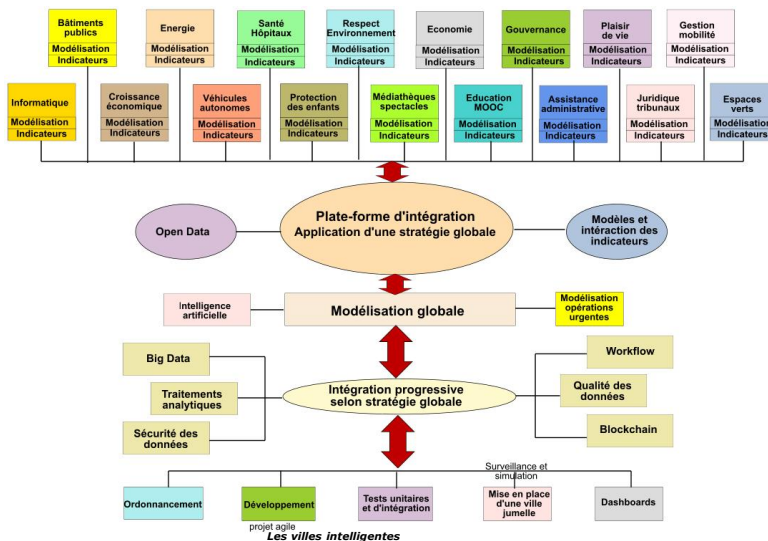 Bâtiments
publics
Modélisation
Indicateurs
Energie
Modélisation
Indicateurs
Santé
Hôpitaux
Modélisation
Indicateurs
Respect
Environnement
Modélisation
Indicateurs
Economie
Modélisation
Indicateurs
Gouvernance
Modélisation
Indicateurs
Plaisir
de vie
Modélisation
Indicateurs
Gestion
mobilité
Modélisation
Indicateurs
Informatique
Modélisation
Indicateurs
Croissance
économique
Modélisation
Indicateurs
Véhicules
autonomes
Modélisation
Indicateurs
Protection
des enfants
Modélisation
Indicateurs
Médiathèques
spectacles
Modélisation
Indicateurs
Education
MOOC
Modélisation
Indicateurs
Assistance
administrative
Modélisation
Indicateurs
Juridique
tribunaux
Modélisation
Indicateurs
Espaces
verts
Modélisation
Indicateurs
Open Data
Plate-forme d'intégration
Application d'une stratégie globale
Modèles et
intéraction des
indicateurs
Intelligence
artificielle
Modélisation globale
Modélisation
opérations
urgentes
Big Data
Traitements
analytiques
Sécurité des
données
Intégration progressive
selon stratégie globale
Workflow
Qualité des
données
Blockchain
Ordonnancement
Développement
projet agile
Tests unitaires
et d'intégration
Surveillance et
simulation
Mise en place
d'une ville
jumelle
Dashboards
Les villes intelligentes